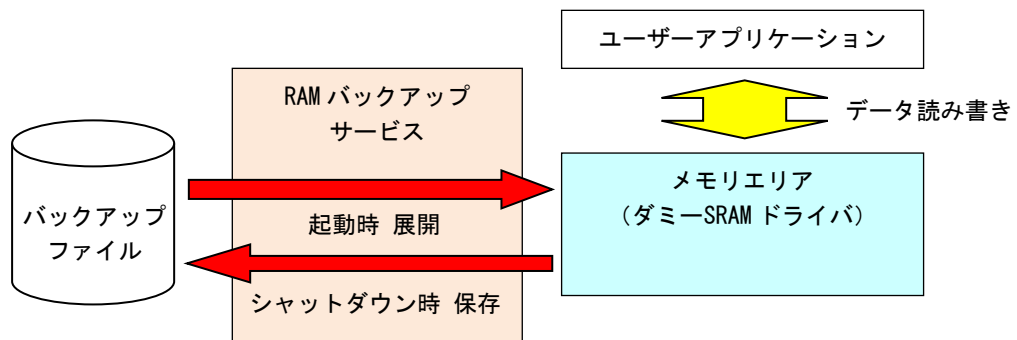 ユーザーアプリケーション
RAM バックアップ
サービス
データ読み書き
メモリエリア
(ダミーSRAM ドライバ)
バックアップ
ファイル
起動時 展開
シャットダウン時 保存